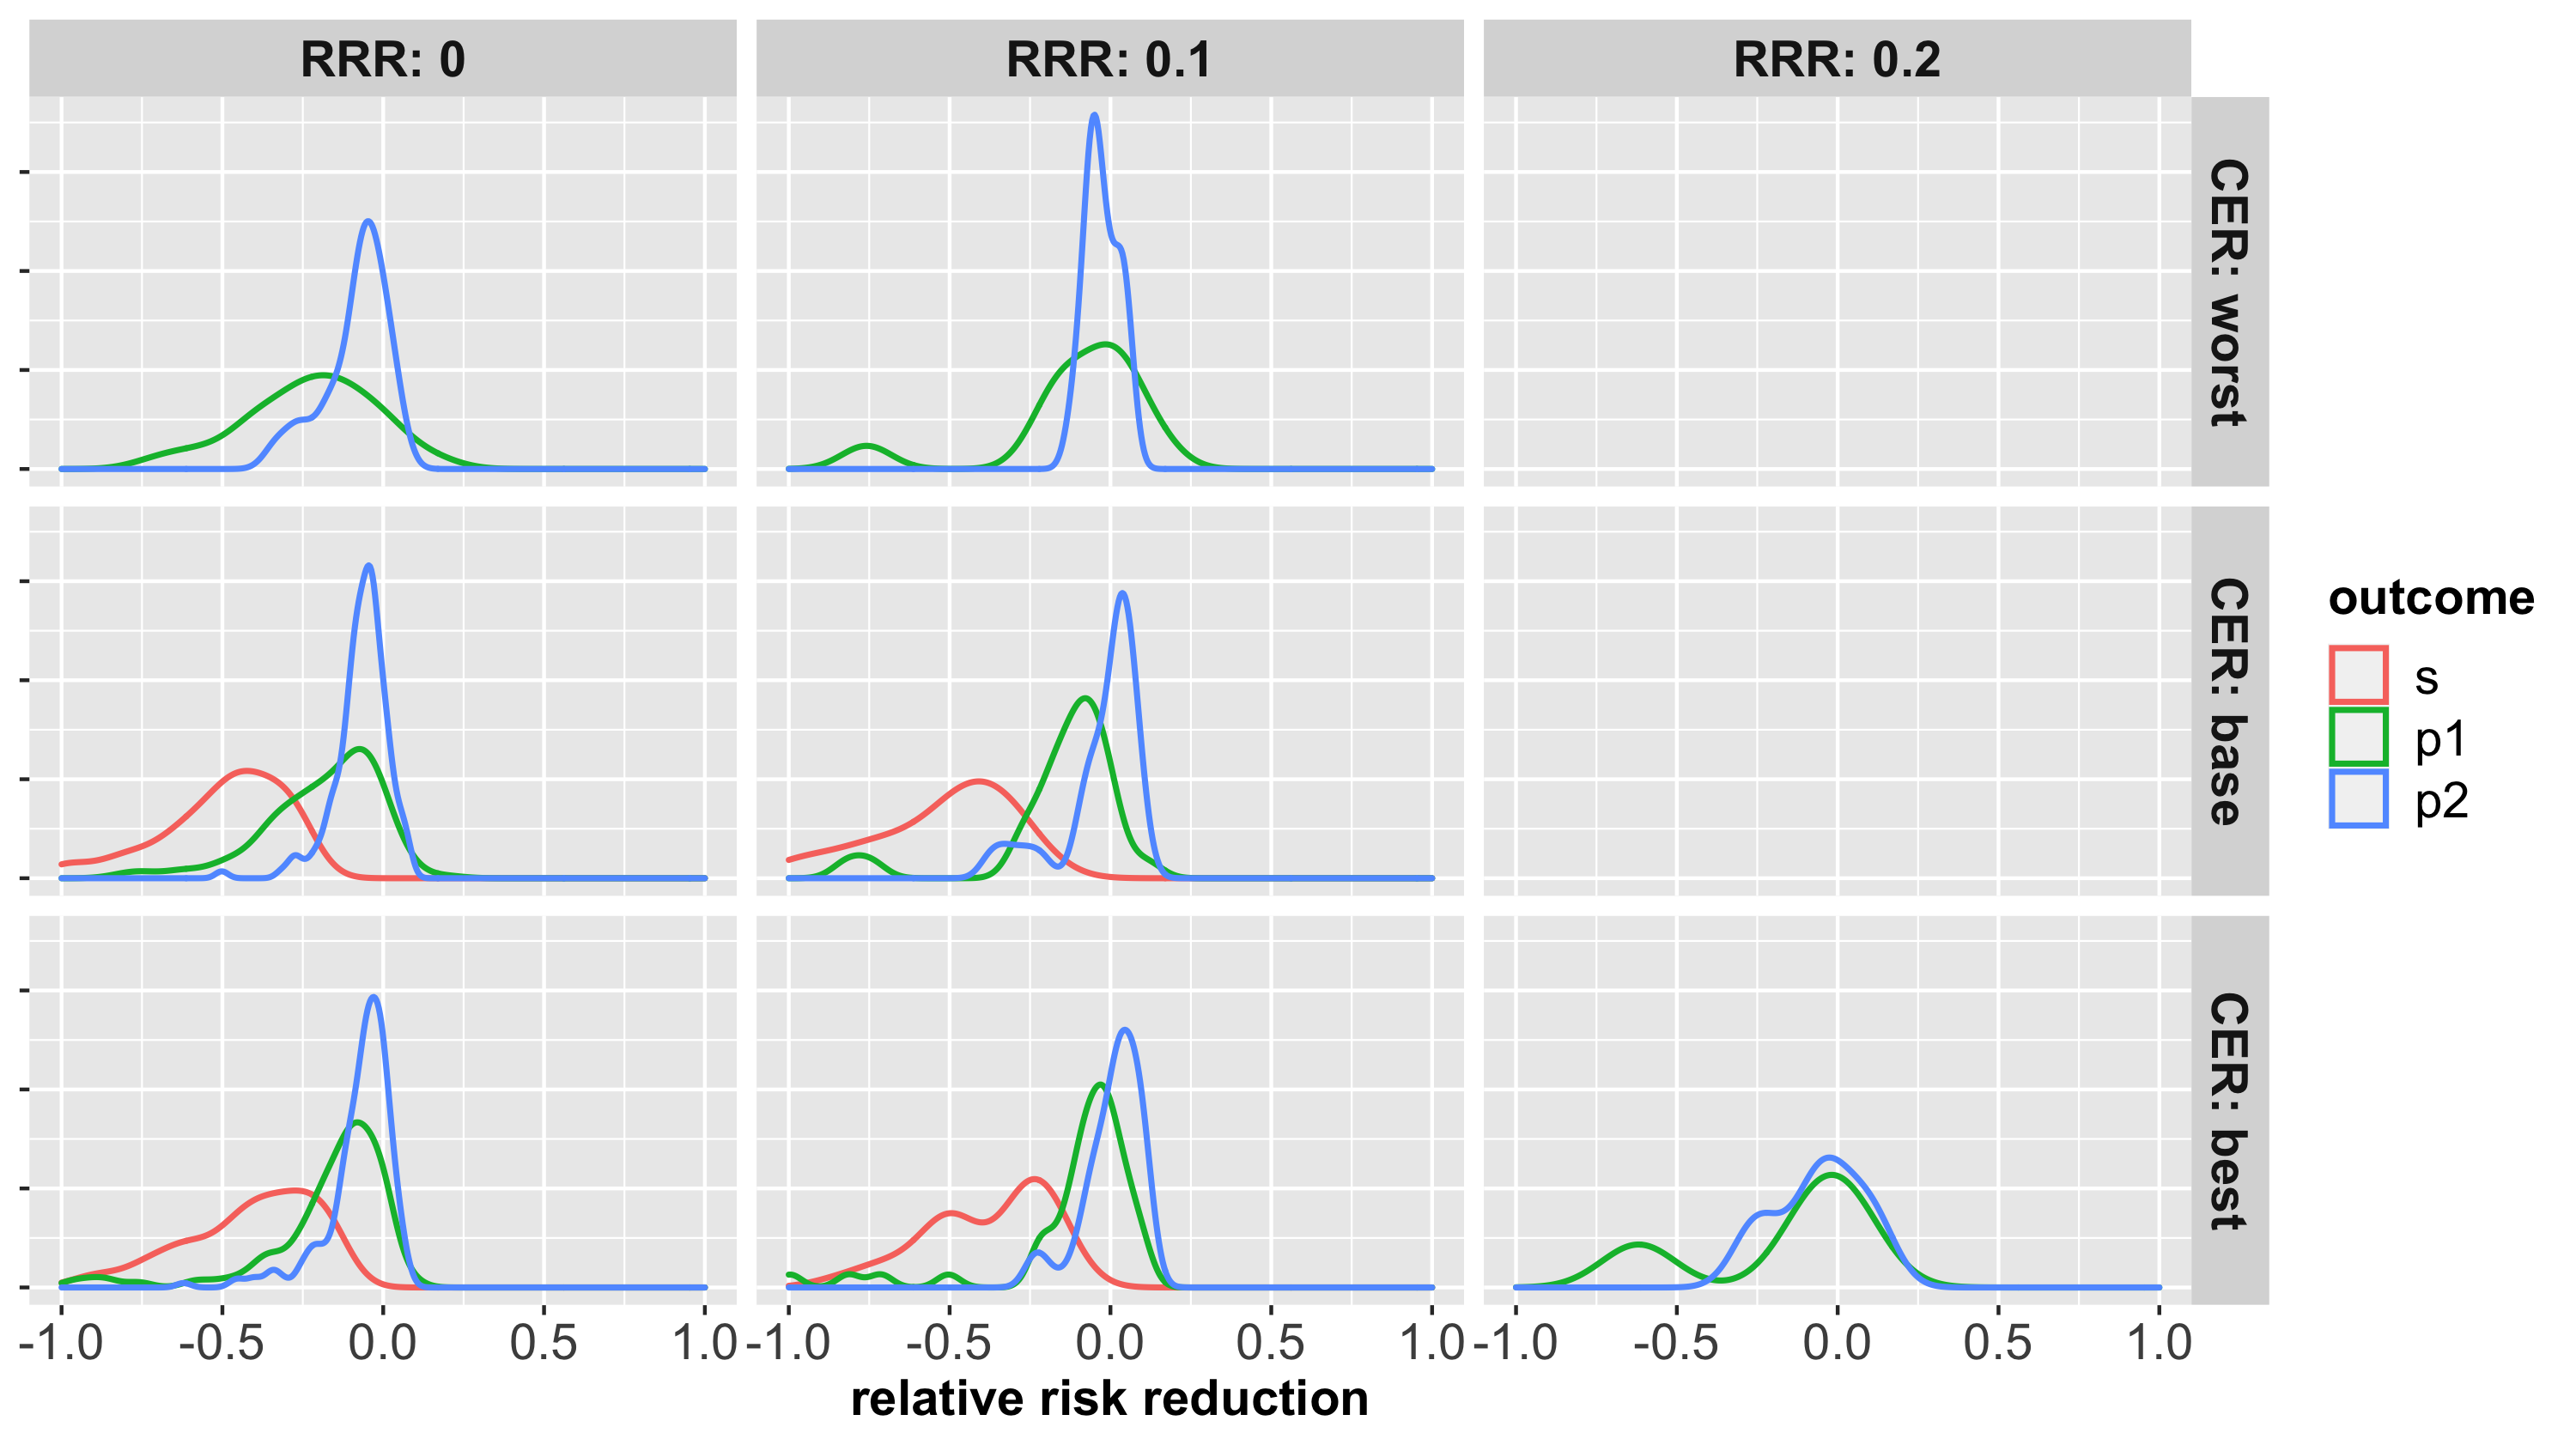 RRR: 0
RRR: 0.1
RRR: 0.2
CER: worst
CER: base
CER: best
outcome
s
p1
p2
-1.0 -0.5 0.0 0.5 1.0 -1.0 -0.5 0.0 0.5 1.0 -1.0 -0.5 0.0 0.5 1.0
relative risk reduction